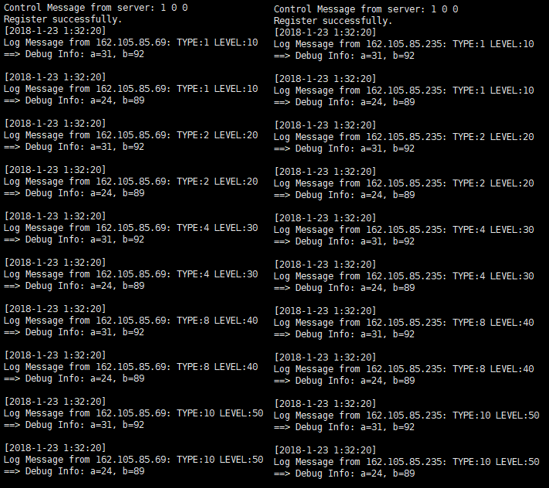 Control Message from server: 1 0 0
Register successfully.
[2018-1-23 1:32:20]
Log Message from 162.105.85.69: TYPE:1 LEVEL:10
==> Debug Info: a=31, b=92
[2018-1-23 1:32:20]
Log Message from 162.105.85.69: TYPE:1 LEVEL:10
==> Debug Info: a=24, b=89
[2018-1-23 1:32:20]
Log Message from 162.105.85.69: TYPE:2 LEVEL:20
==> Debug Info: a=31, b=92
[2018-1-23 1:32:20]
Log Message from 162.105.85.69: TYPE:2 LEVEL:20
==> Debug Info: a=24, b=89
[2018-1-23 1:32:20]
Log Message from 162.105.85.69: TYPE:4 LEVEL:30
==> Debug Info: a=31, b=92
[2018-1-23 1:32:20]
Log Message from 162.105.85.69: TYPE:4 LEVEL:30
==> Debug Info: a=24, b=89
[2018-1-23 1:32:20]
Log Message from 162.105.85.69: TYPE:8 LEVEL:40
==> Debug Info: a=31, b=92
[2018-1-23 1:32:20]
Log Message from 162.105.85.69: TYPE:8 LEVEL:40
==> Debug Info: a=24, b=89
[2018-1-23 1:32:20]
Log Message from 162.105.85.69: TYPE:10 LEVEL:50
==> Debug Info: a=31, b=92
[2018-1-23 1:32:20]
Log Message from 162.105.85.69: TYPE:10 LEVEL:50
==> Debug Info: a=24, b=89
Control Message from server: 1 0 0
Register successfully.
[2018-1-23 1:32:20]
Log Message from 162.105.85.235: TYPE:1 LEVEL:10
==> Debug Info: a=31, b=92
[2018-1-23 1:32:20]
Log Message from 162.105.85.235: TYPE:1 LEVEL:10
==> Debug Info: a=24, b=89
[2018-1-23 1:32:20]
Log Message from 162.105.85.235: TYPE:2 LEVEL:20
==> Debug Info: a=31, b=92
[2018-1-23 1:32:20]
Log Message from 162.105.85.235: TYPE:2 LEVEL:20
==> Debug Info: a=24, b=89
[2018-1-23 1:32:20]
Log Message from 162.105.85.235: TYPE:4 LEVEL:30
==> Debug Info: a=31, b=92
[2018-1-23 1:32:20]
Log Message from 162.105.85.235: TYPE:4 LEVEL:30
==> Debug Info: a=24, b=89
[2018-1-23 1:32:20]
Log Message from 162.105.85.235: TYPE:8 LEVEL:40
==> Debug Info: a=31, b=92
[2018-1-23 1:32:20]
Log Message from 162.105.85.235: TYPE:8 LEVEL:40
==> Debug Info: a=24, b=89
[2018-1-23 1:32:20]
Log Message from 162.105.85.235: TYPE:10 LEVEL:50
==> Debug Info: a=31, b=92
[2018-1-23 1:32:20]
Log Message from 162.105.85.235: TYPE:10 LEVEL:50
==> Debug Info: a=24, b=89